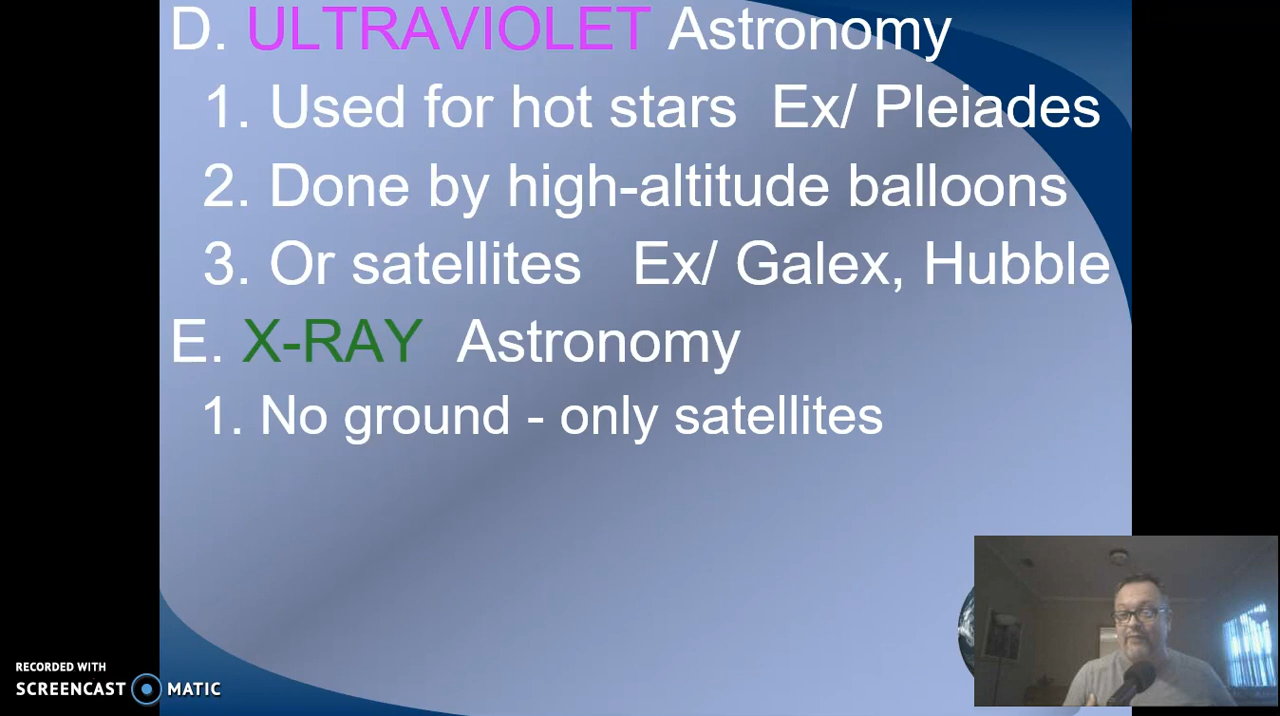 D. ULTRAVIOLET Astronomy
1. Used for hot stars Ex/ Pleiades
2. Done by high-altitude balloons
3. Or satellites Ex/ Galex, Hubble
E. X-RAY Astronomy
1. No ground - only satellites
RECORDED WITH
SCREENCAST MATIC